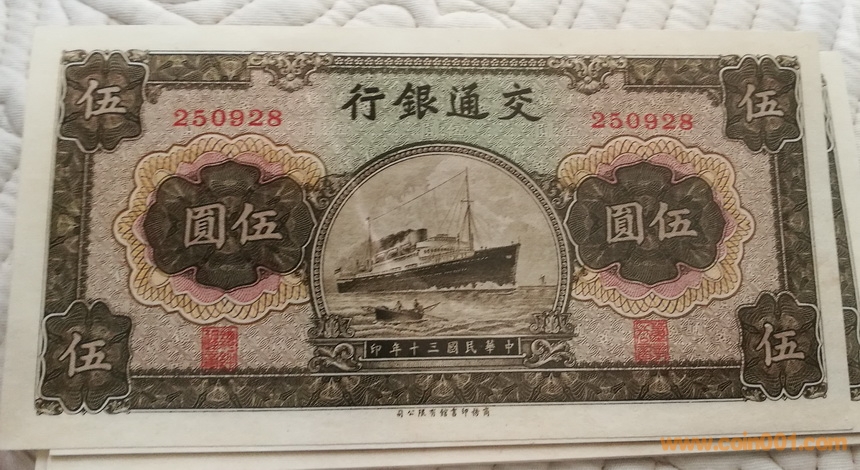 伍
伍
交通銀行
250928
250928
伍圓
伍圓
中華民國三十年印
伍
伍
商務印書館有限公司
www.coin001.com